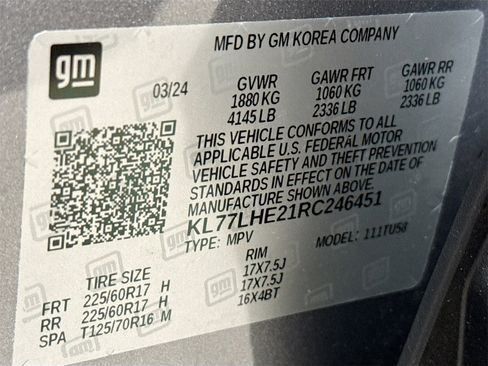 MFD BY GM KOREA COMPANY
gm
03/24 GVWR GAWR FRT GAWR RR
1880 KG 1060 KG 1060 KG
4145 LB 2336 LB 2336 LB
THIS VEHICLE CONFORMS TO ALL
APPLICABLE U.S. FEDERAL MOTOR
VEHICLE SAFETY AND THEFT PREVENTION
STANDARDS IN EFFECT ON THE DATE OF
MANUFACTURE SHOWN ABOVE.
KL77LHE21RC246451
TYPE: MPV MODEL: 111TU58
TIRE SIZE RIM
FRT 225/60R17 H 17X7.5J
RR 225/60R17 H 17X7.5J
SPA T125/70R16 M 16X4BT